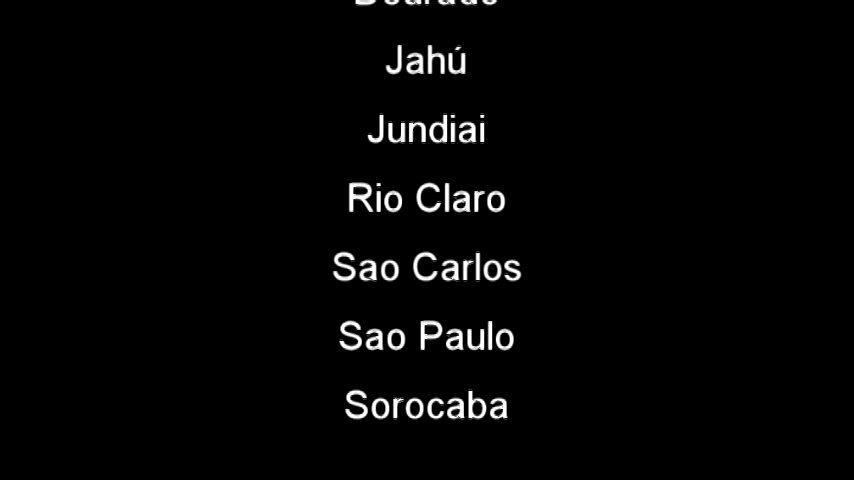 Jahú
Jundiai
Rio Claro
Sao Carlos
Sao Paulo
Sorocaba